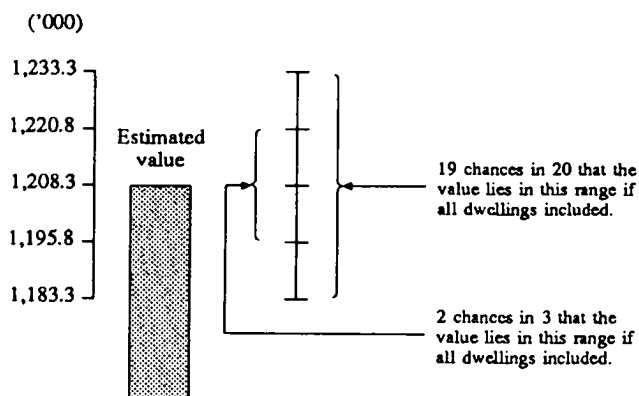 ('000)
1,233.3
1,220.8
Estimated
value
1,208.3
1,195.8
1,183.3
19 chances in 20 that the
value lies in this range if
all dwellings included.
2 chances in 3 that the
value lies in this range if
all dwellings included.